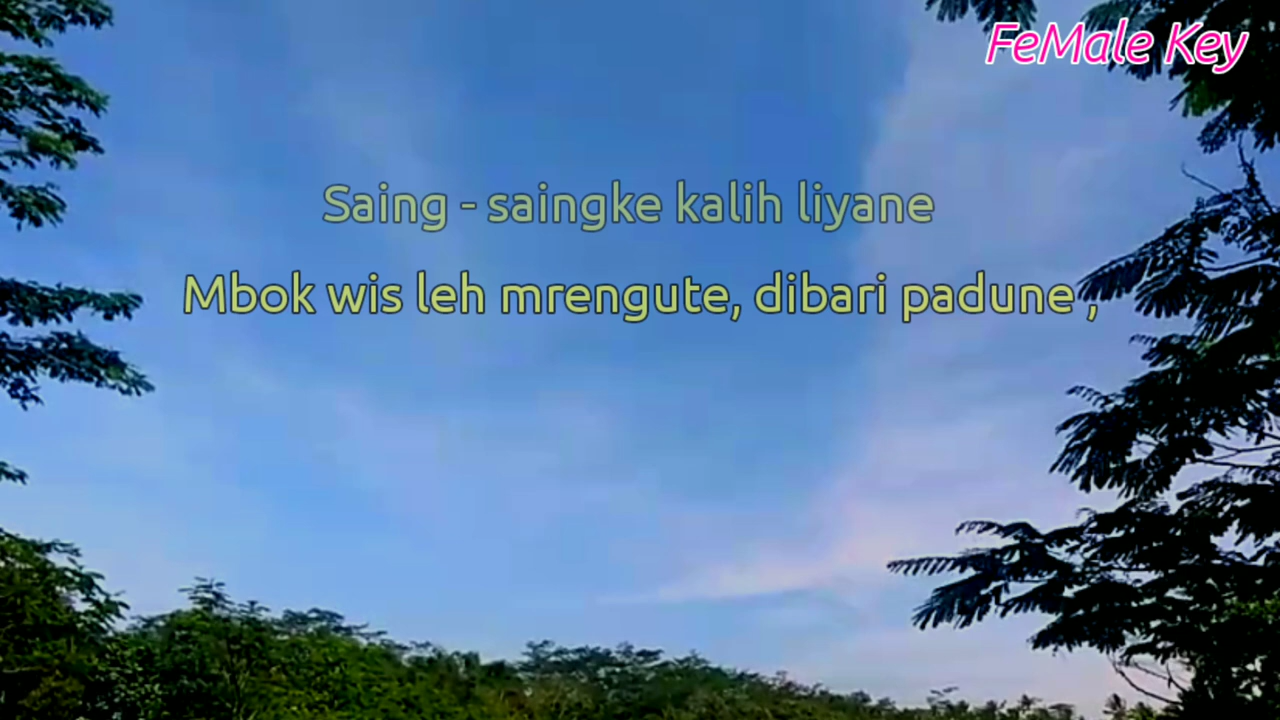 FeMale Key
Saing - saingke kalih liyane
Mbok wis leh mrengute, dibari padune ,